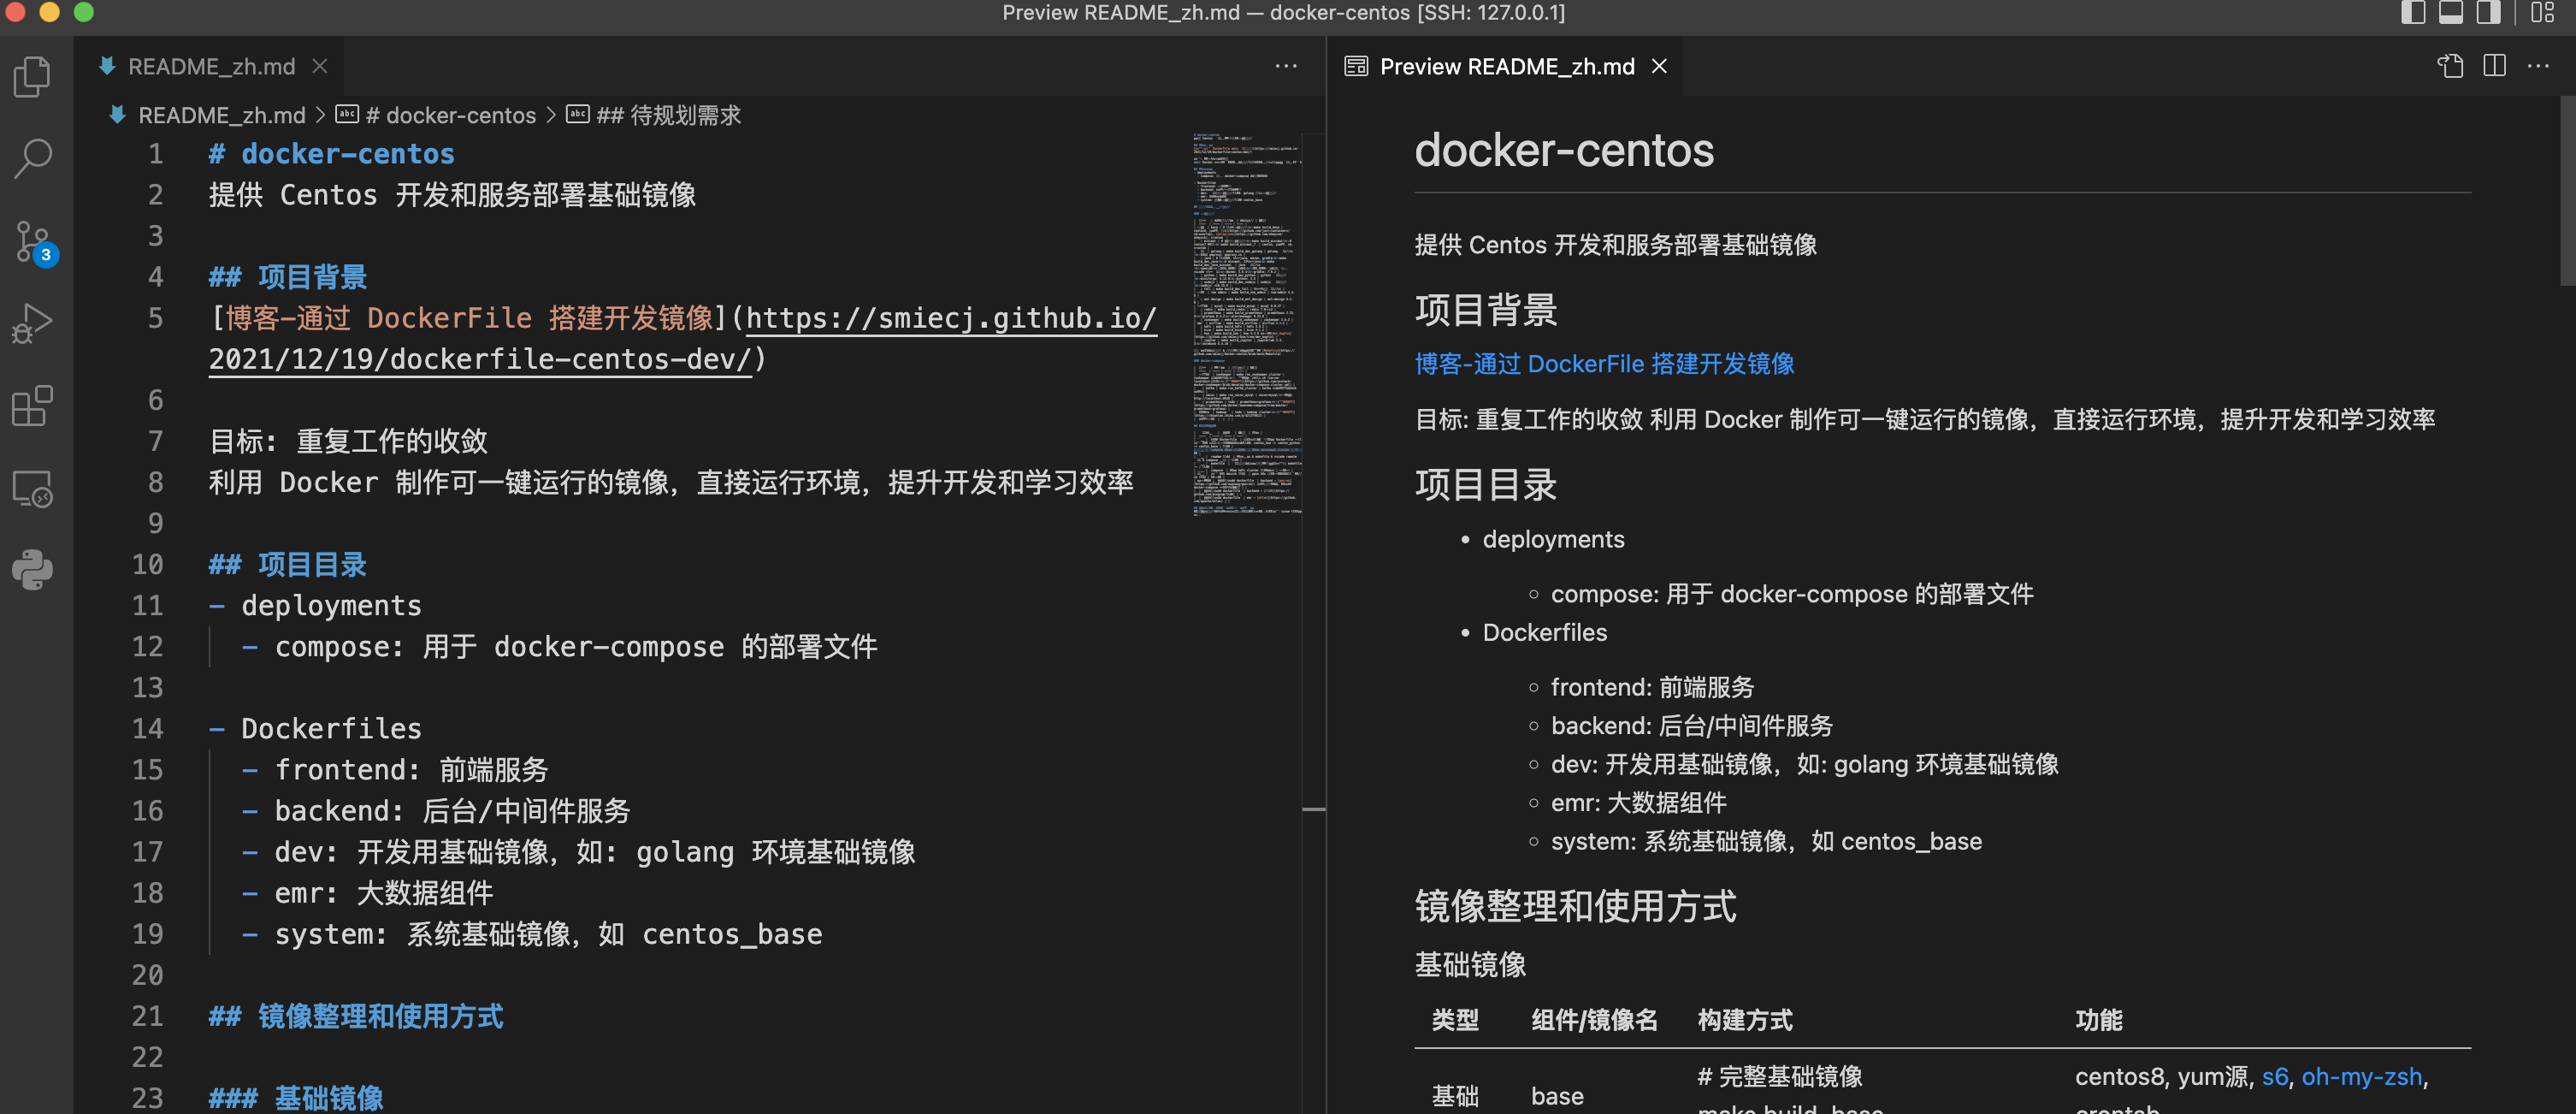 Preview README_zh.md — docker-centos [SSH: 127.0.0.1]
README_zh.md
README_zh.md > # docker-centos > ## 待规划需求
3
1 # docker-centos
2 提供 Centos 开发和服务部署基础镜像
3
4 ## 项目背景
5 [博客-通过 DockerFile 搭建开发镜像](https://smiecj.github.io/
2021/12/19/dockerfile-centos-dev/)
6
7 目标: 重复工作的收敛
8 利用 Docker 制作可一键运行的镜像，直接运行环境，提升开发和学习效率
9
10 ## 项目目录
11 - deployments
12 - compose: 用于 docker-compose 的部署文件
13
14 - Dockerfiles
15 - frontend: 前端服务
16 - backend: 后台/中间件服务
17 - dev: 开发用基础镜像，如: golang 环境基础镜像
18 - emr: 大数据组件
19 - system: 系统基础镜像，如 centos_base
20
21 ## 镜像整理和使用方式
22
23 ### 基础镜像
Preview README_zh.md
docker-centos
提供 Centos 开发和服务部署基础镜像
项目背景
博客-通过 DockerFile 搭建开发镜像
目标: 重复工作的收敛 利用 Docker 制作可一键运行的镜像，直接运行环境，提升开发和学习效率
项目目录
• deployments
◦ compose: 用于 docker-compose 的部署文件
• Dockerfiles
◦ frontend: 前端服务
◦ backend: 后台/中间件服务
◦ dev: 开发用基础镜像，如: golang 环境基础镜像
◦ emr: 大数据组件
◦ system: 系统基础镜像，如 centos_base
镜像整理和使用方式
基础镜像
类型 组件/镜像名 # 构建方式 功能
基础 base # 完整基础镜像 centos8, yum源, s6, oh-my-zsh,
make build_base crontab